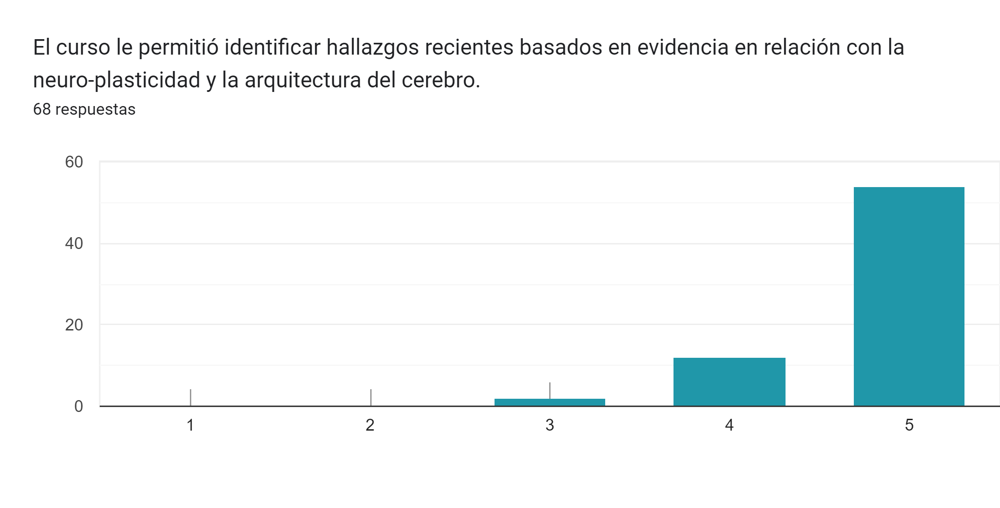 El curso le permitió identificar hallazgos recientes basados en evidencia en relación con la
neuro-plasticidad y la arquitectura del cerebro.
68 respuestas
60
40
20
0
1 2 3 4 5